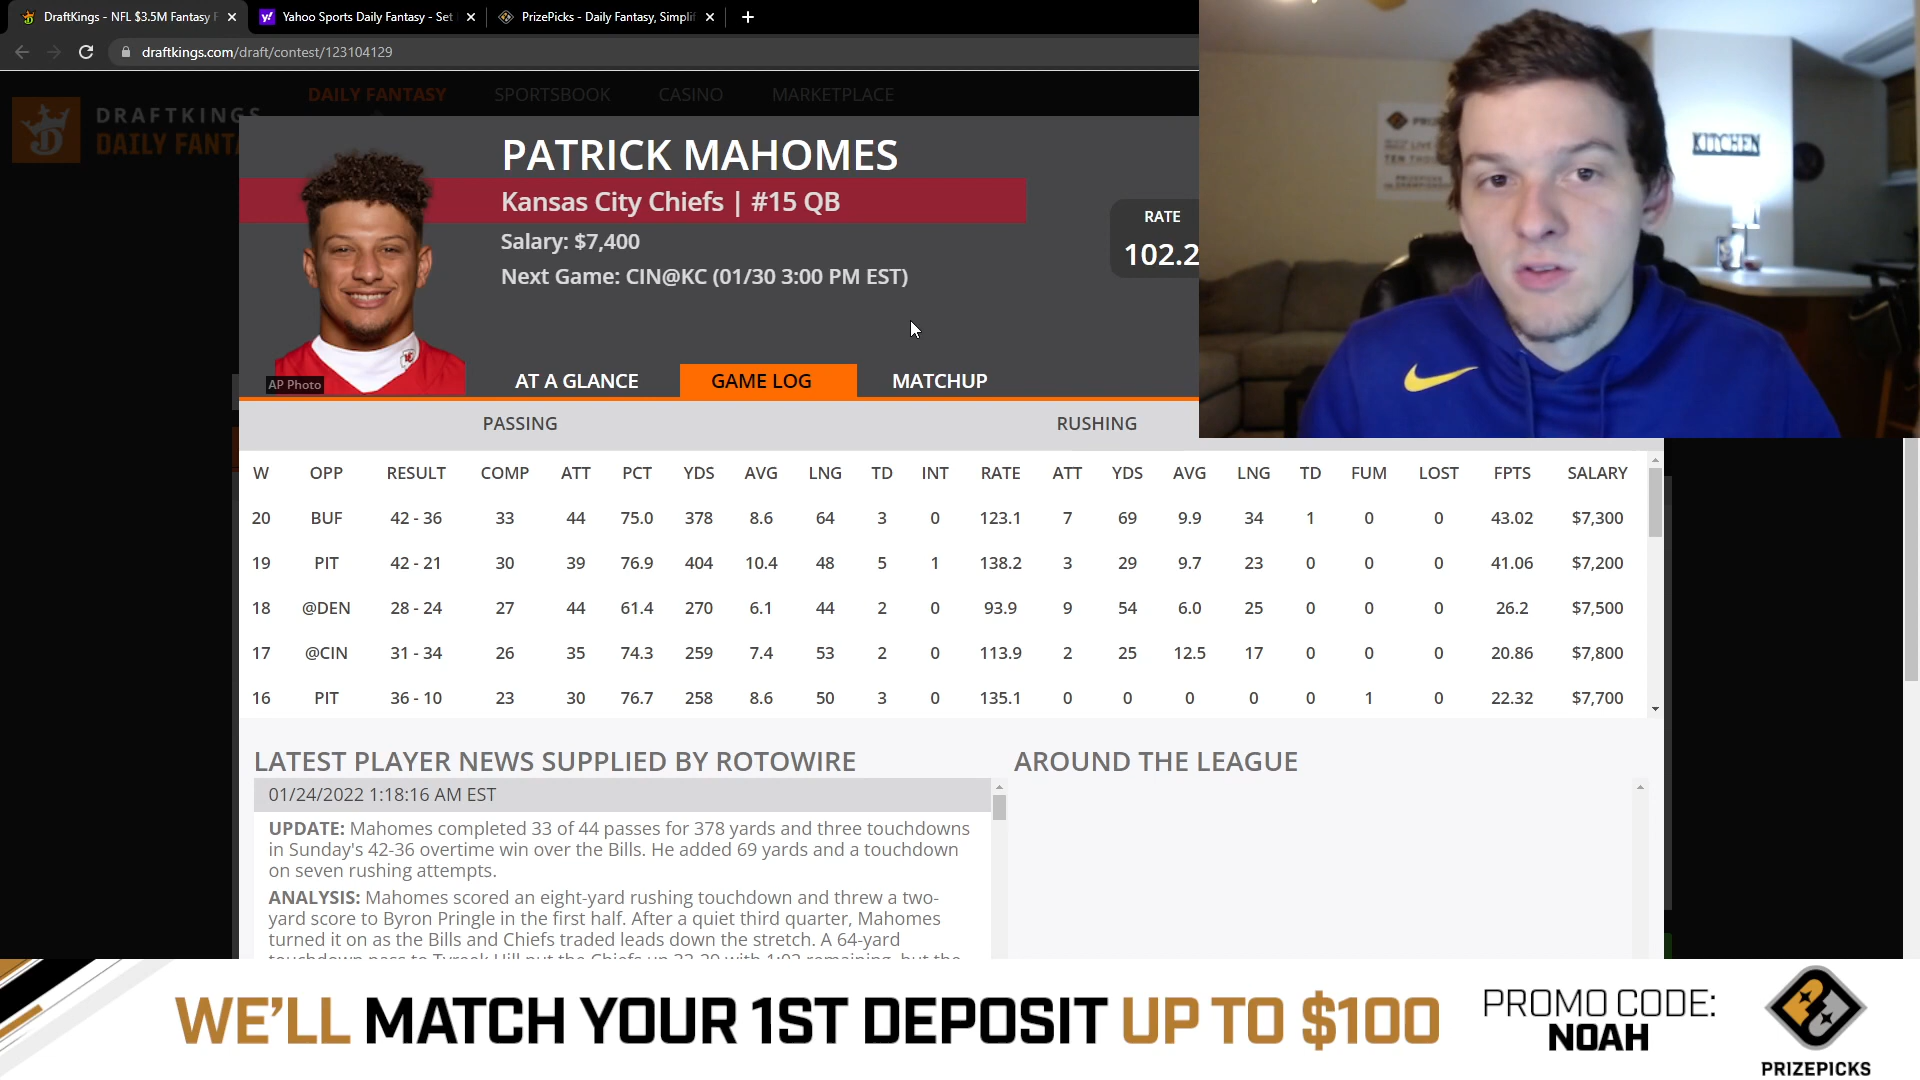 DraftKings - NFL $3.5M Fantasy F
Yahoo Sports Daily Fantasy - Set
PrizePicks - Daily Fantasy, Simplif
draftkings.com/draft/contest/123104129
DAILY FANTASY SPORTSBOOK CASINO MARKETPLACE
DRAFTKINGS
DAILY FANTA
PATRICK MAHOMES
Kansas City Chiefs | #15 QB
Salary: $7,400
Next Game: CIN@KC (01/30 3:00 PM EST)
RATE
102.2
KITCHEN
AP Photo
AT A GLANCE GAME LOG MATCHUP
PASSING RUSHING
W OPP RESULT COMP ATT PCT YDS AVG LNG TD INT RATE ATT YDS AVG LNG TD FUM LOST FPTS SALARY
20 BUF 42 - 36 33 44 75.0 378 8.6 64 3 0 123.1 7 69 9.9 34 1 0 0 43.02 $7,300
19 PIT 42 - 21 30 39 76.9 404 10.4 48 5 1 138.2 3 29 9.7 23 0 0 0 41.06 $7,200
18 @DEN 28 - 24 27 44 61.4 270 6.1 44 2 0 93.9 9 54 6.0 25 0 0 0 26.2 $7,500
17 @CIN 31 - 34 26 35 74.3 259 7.4 53 2 0 113.9 2 25 12.5 17 0 0 0 20.86 $7,800
16 PIT 36 - 10 23 30 76.7 258 8.6 50 3 0 135.1 0 0 0 0 0 1 0 22.32 $7,700
LATEST PLAYER NEWS SUPPLIED BY ROTOWIRE
AROUND THE LEAGUE
01/24/2022 1:18:16 AM EST
UPDATE: Mahomes completed 33 of 44 passes for 378 yards and three touchdowns
in Sunday's 42-36 overtime win over the Bills. He added 69 yards and a touchdown
on seven rushing attempts.
ANALYSIS: Mahomes scored an eight-yard rushing touchdown and threw a two-
yard score to Byron Pringle in the first half. After a quiet third quarter, Mahomes
turned it on as the Bills and Chiefs traded leads down the stretch. A 64-yard
WE'LL MATCH YOUR 1ST DEPOSIT UP TO $100
PROMO CODE:
NOAH
PRIZEPICKS